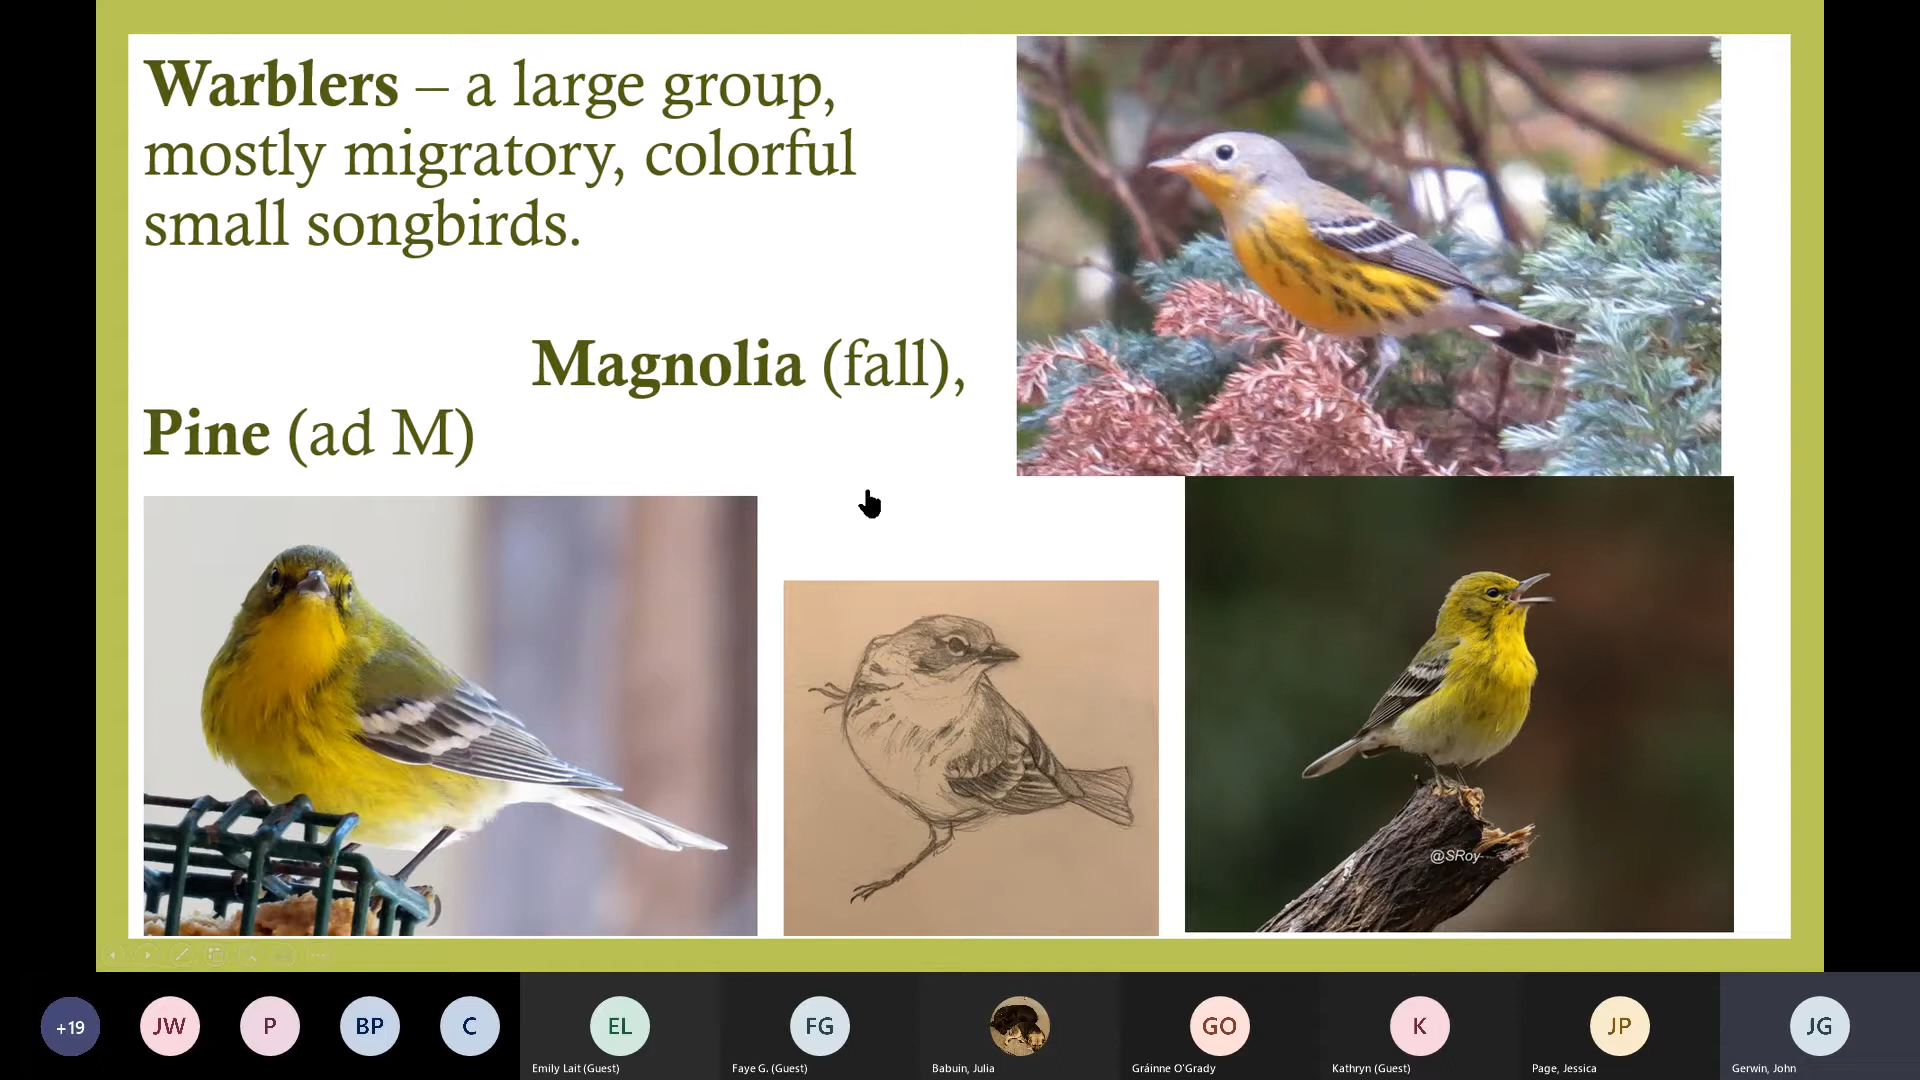 Warblers – a large group,
mostly migratory, colorful
small songbirds.
Magnolia (fall),
Pine (ad M)
@SRoy
+19
JW
P
BP
C
EL
FG
GO
K
JP
JG
Emily Lait (Guest)
Faye G. (Guest)
Babuin, Julia
Gráinne O'Grady
Kathryn (Guest)
Page, Jessica
Gerwin, John